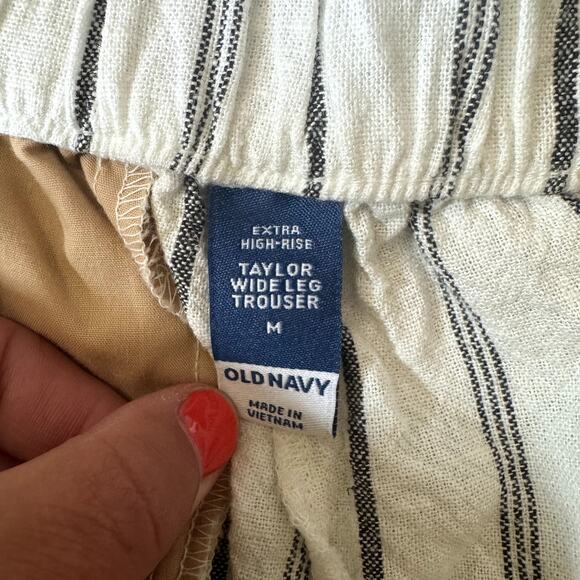 EXTRA
HIGH-RISE
TAYLOR
WIDE LEG
TROUSER
M
OLD NAVY
MADE IN
VIETNAM